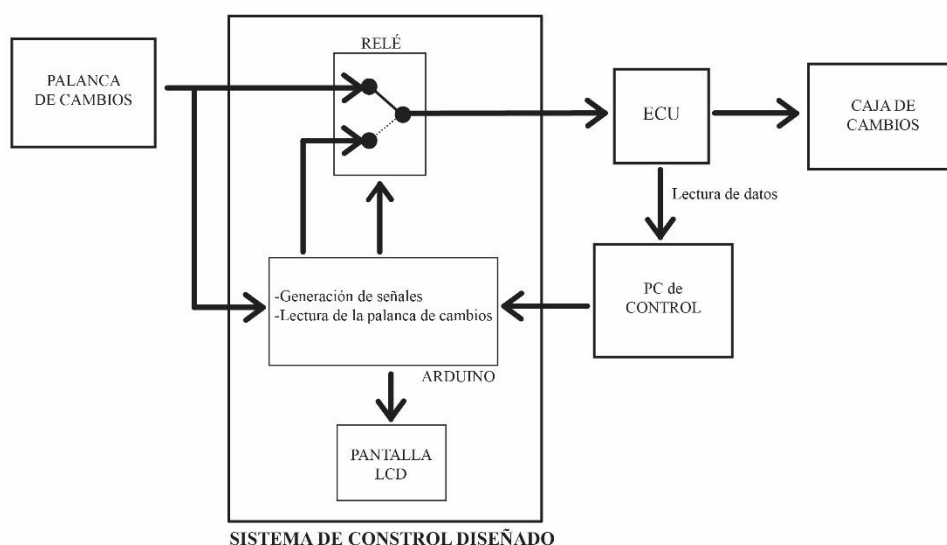 RELÉ
PALANCA
DE CAMBIOS
ECU
CAJA DE
CAMBIOS
Lectura de datos
-Generación de señales
-Lectura de la palanca de cambios
PC de
CONTROL
ARDUINO
PANTALLA
LCD
SISTEMA DE CONSTROL DISEÑADO